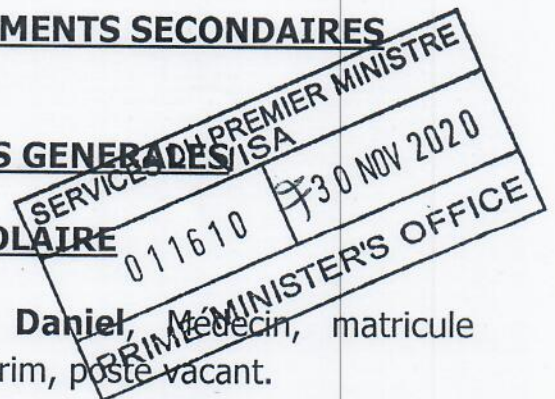 MENTS SECONDAIRES
S GENERALES
OLAIRE
Daniel, Médecin, matricule
rim, poste vacant.
SERVICES DU PREMIER MINISTRE
VISA
011610
30 NOV 2020
PRIME MINISTER'S OFFICE